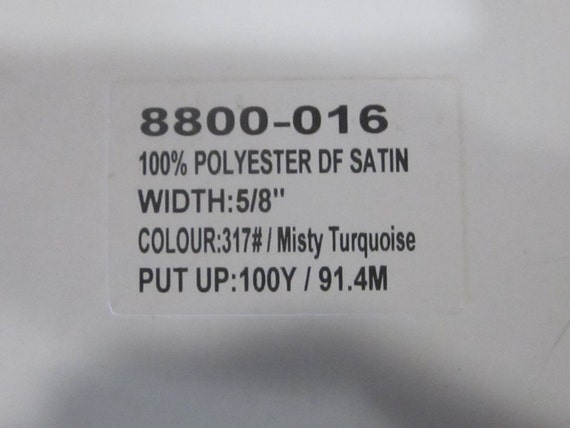 8800-016
100% POLYESTER DF SATIN
WIDTH:5/8"
COLOUR:317# / Misty Turquoise
PUT UP:100Y / 91.4M